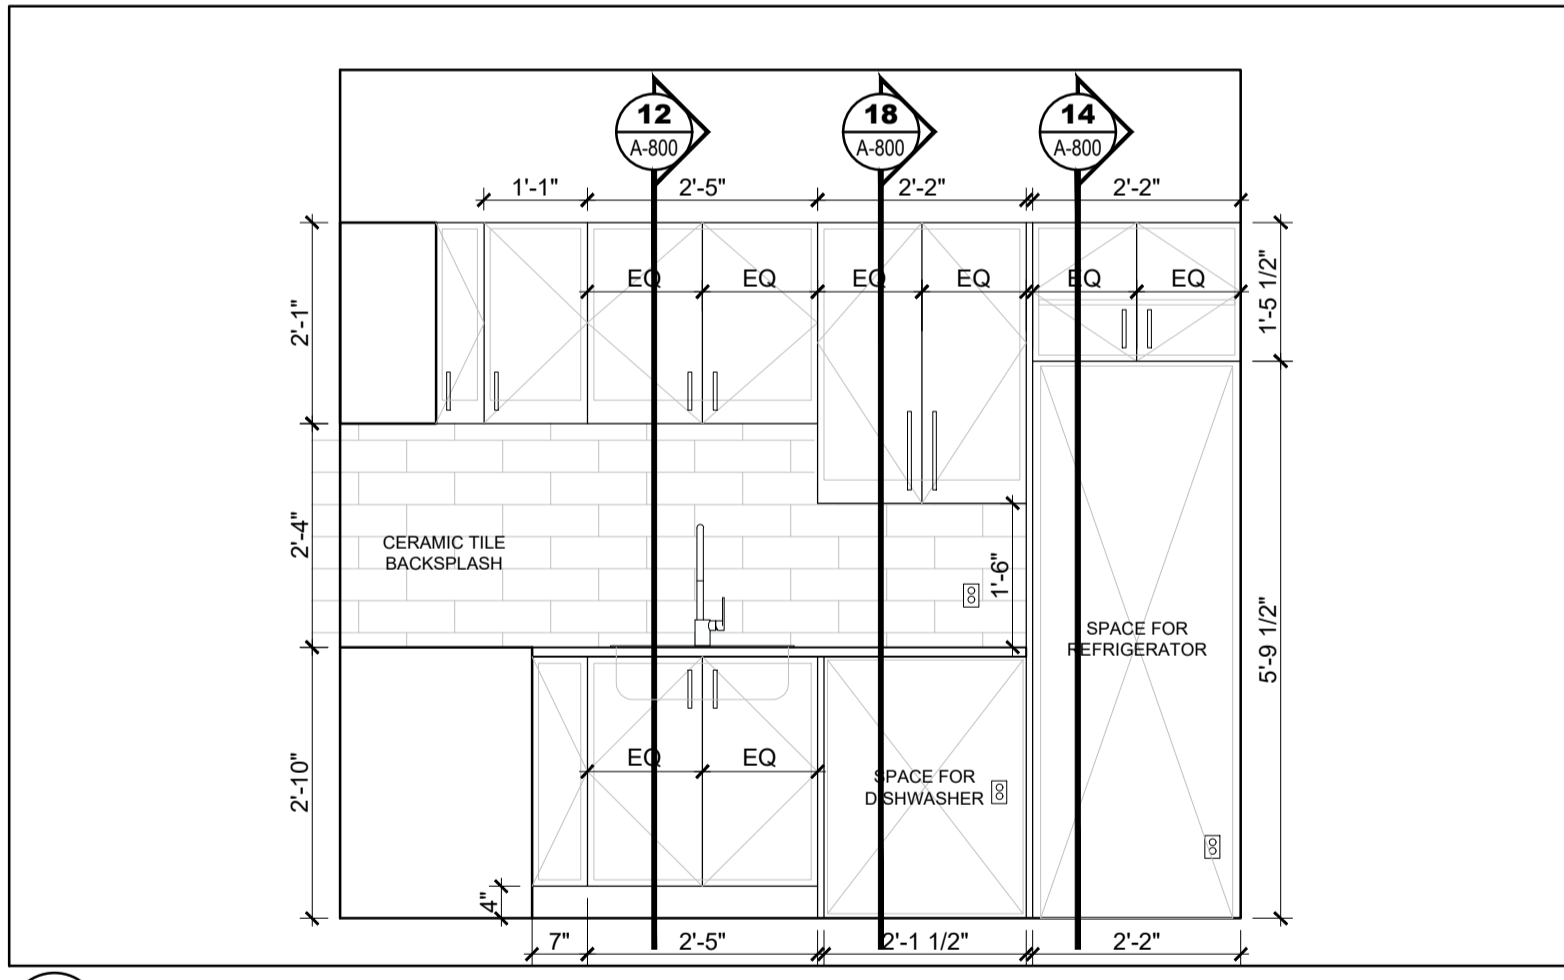 12
A-800
18
A-800
14
A-800
1'-1"
2'-5"
2'-2"
2'-2"
EQ
EQ
EQ
EQ
EQ
EQ
2'-1"
1'-5 1/2"
2'-4"
CERAMIC TILE
BACKSPLASH
1'-6"
SPACE FOR
REFRIGERATOR
5'-9 1/2"
EQ
EQ
2'-10"
SPACE FOR
DISHWASHER
4"
7"
2'-5"
2'-1 1/2"
2'-2"